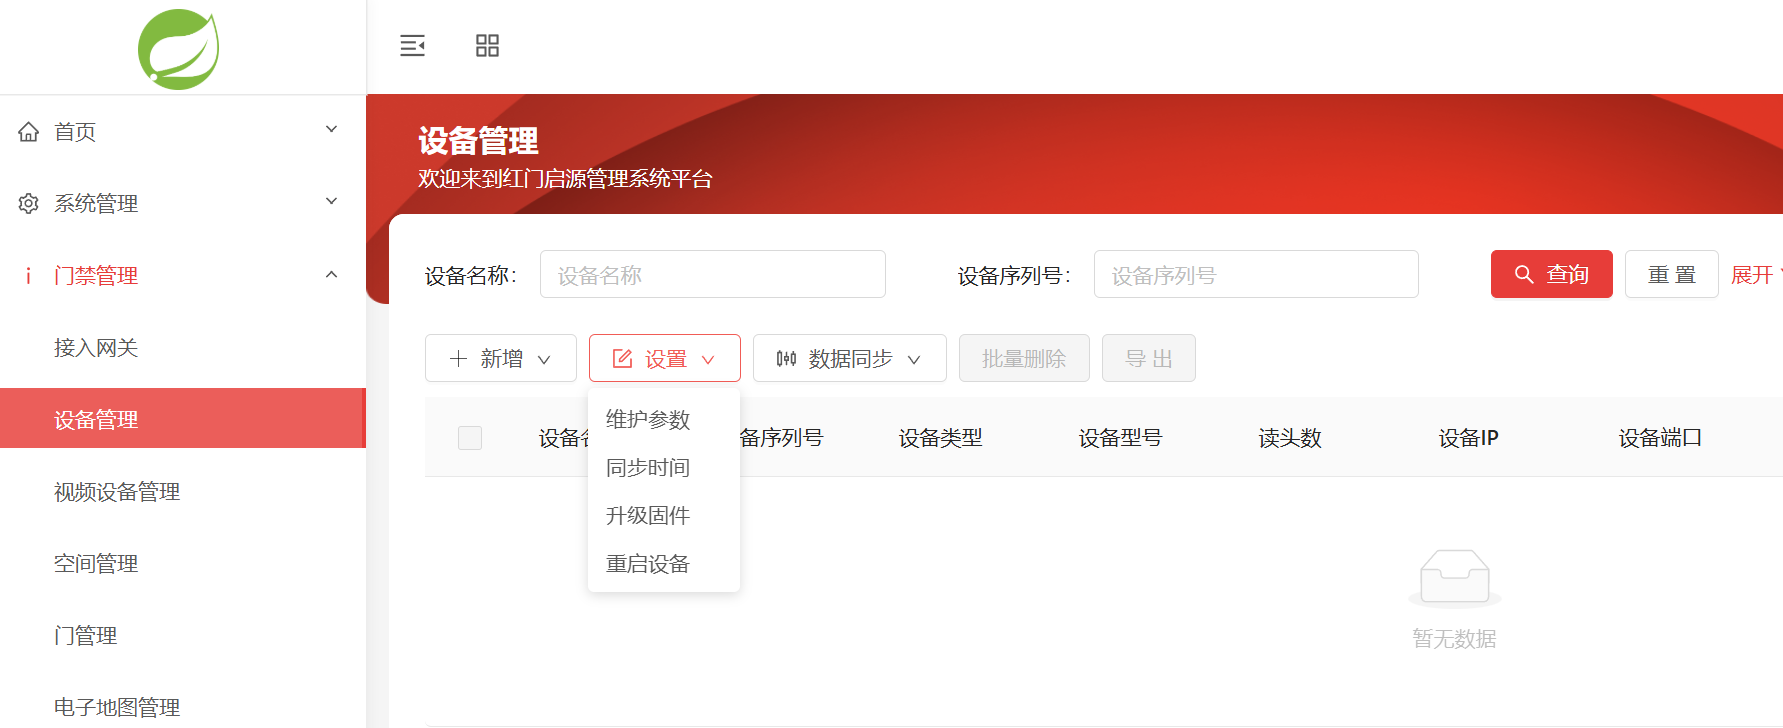 首页
系统管理
门禁管理
接入网关
设备管理
视频设备管理
空间管理
门管理
电子地图管理
设备管理
欢迎来到红门启源管理系统平台
设备名称：
设备名称
设备序列号：
设备序列号
查询
重 置
展开
新增
设置
数据同步
批量删除
导 出
维护参数
同步时间
升级固件
重启设备
设备名
备序列号
设备类型
设备型号
读头数
设备IP
设备端口
暂无数据